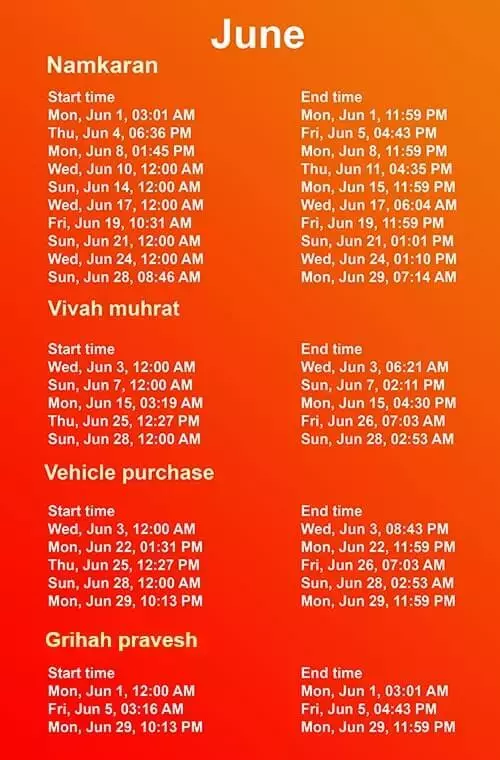 June
Namkaran
Start time End time
Mon, Jun 1, 03:01 AM Mon, Jun 1, 11:59 PM
Thu, Jun 4, 06:36 PM Fri, Jun 5, 04:43 PM
Mon, Jun 8, 01:45 PM Mon, Jun 8, 11:59 PM
Wed, Jun 10, 12:00 AM Thu, Jun 11, 04:35 PM
Sun, Jun 14, 12:00 AM Mon, Jun 15, 11:59 PM
Wed, Jun 17, 12:00 AM Wed, Jun 17, 06:04 AM
Fri, Jun 19, 10:31 AM Fri, Jun 19, 11:59 PM
Sun, Jun 21, 12:00 AM Sun, Jun 21, 01:01 PM
Wed, Jun 24, 12:00 AM Wed, Jun 24, 01:10 PM
Sun, Jun 28, 08:46 AM Mon, Jun 29, 07:14 AM
Vivah muhrat
Start time End time
Wed, Jun 3, 12:00 AM Wed, Jun 3, 06:21 AM
Sun, Jun 7, 12:00 AM Sun, Jun 7, 02:11 PM
Mon, Jun 15, 03:19 AM Mon, Jun 15, 04:30 PM
Thu, Jun 25, 12:27 PM Fri, Jun 26, 07:03 AM
Sun, Jun 28, 12:00 AM Sun, Jun 28, 02:53 AM
Vehicle purchase
Start time End time
Wed, Jun 3, 12:00 AM Wed, Jun 3, 08:43 PM
Mon, Jun 22, 01:31 PM Mon, Jun 22, 11:59 PM
Thu, Jun 25, 12:27 PM Fri, Jun 26, 07:03 AM
Sun, Jun 28, 12:00 AM Sun, Jun 28, 02:53 AM
Mon, Jun 29, 10:13 PM Mon, Jun 29, 11:59 PM
Grihah pravesh
Start time End time
Mon, Jun 1, 12:00 AM Mon, Jun 1, 03:01 AM
Fri, Jun 5, 03:16 AM Fri, Jun 5, 04:43 PM
Mon, Jun 29, 10:13 PM Mon, Jun 29, 11:59 PM